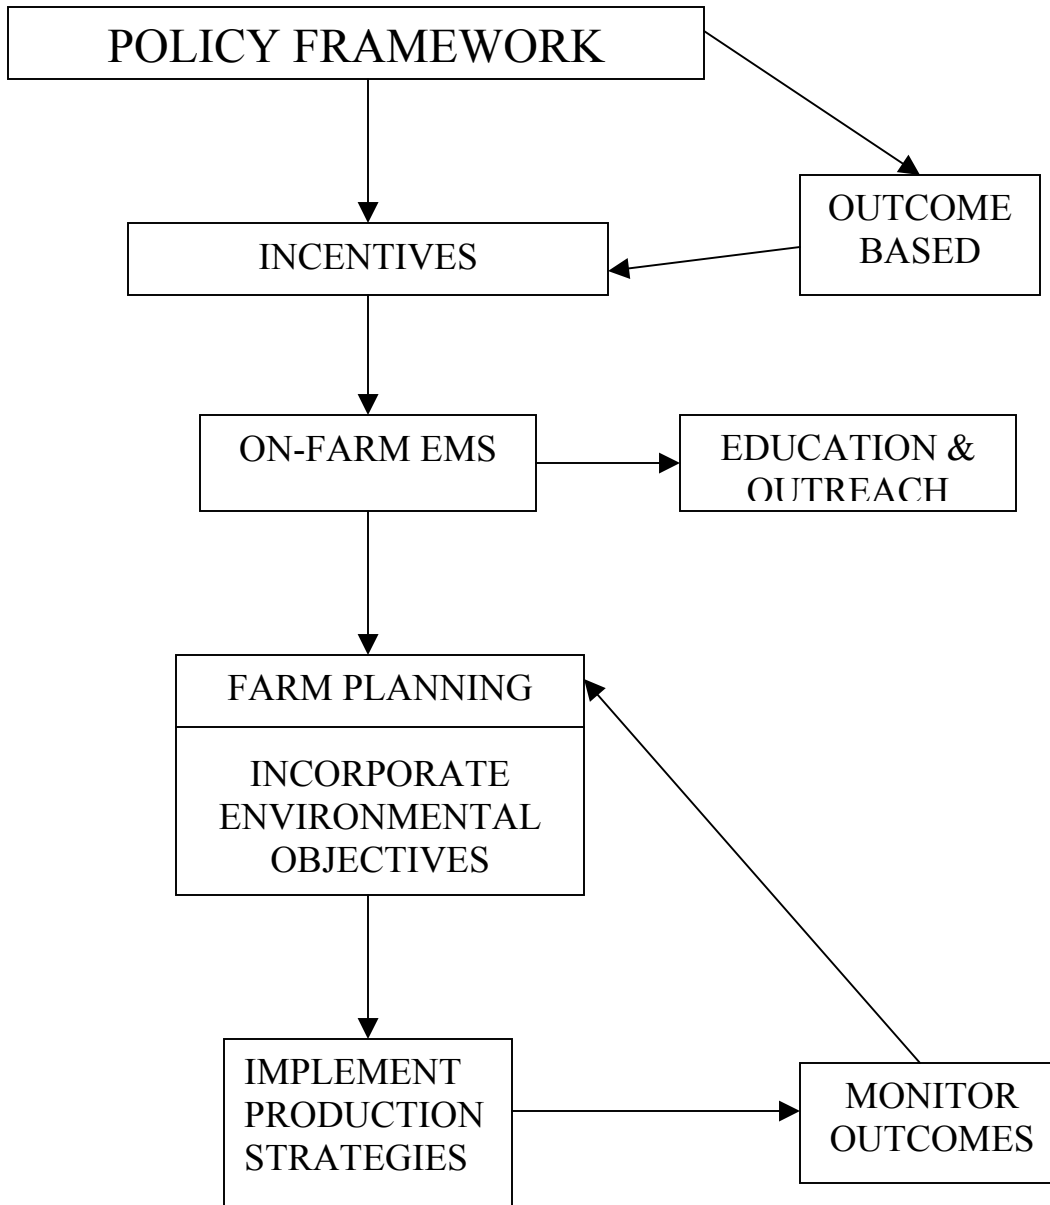 POLICY FRAMEWORK
OUTCOME
BASED
INCENTIVES
ON-FARM EMS
EDUCATION &
OUTREACH
FARM PLANNING
INCORPORATE
ENVIRONMENTAL
OBJECTIVES
IMPLEMENT
PRODUCTION
STRATEGIES
MONITOR
OUTCOMES